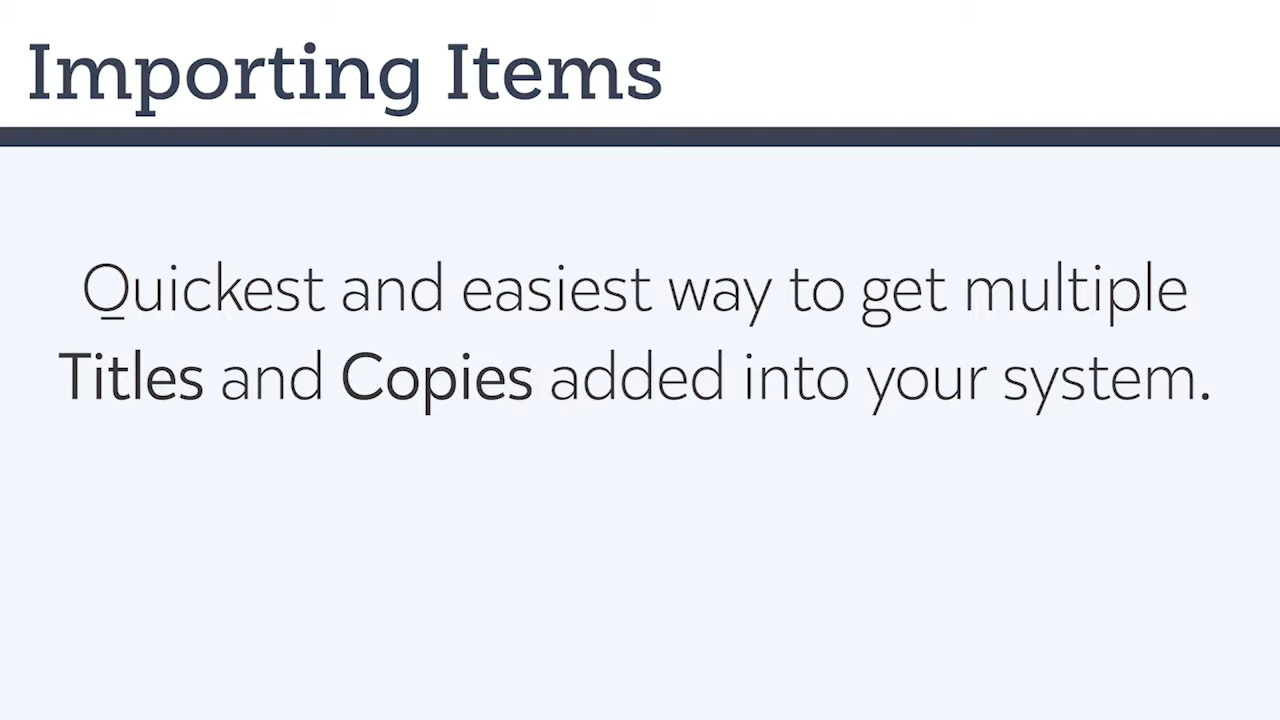 Importing Items
Quickest and easiest way to get multiple
Titles and Copies added into your system.